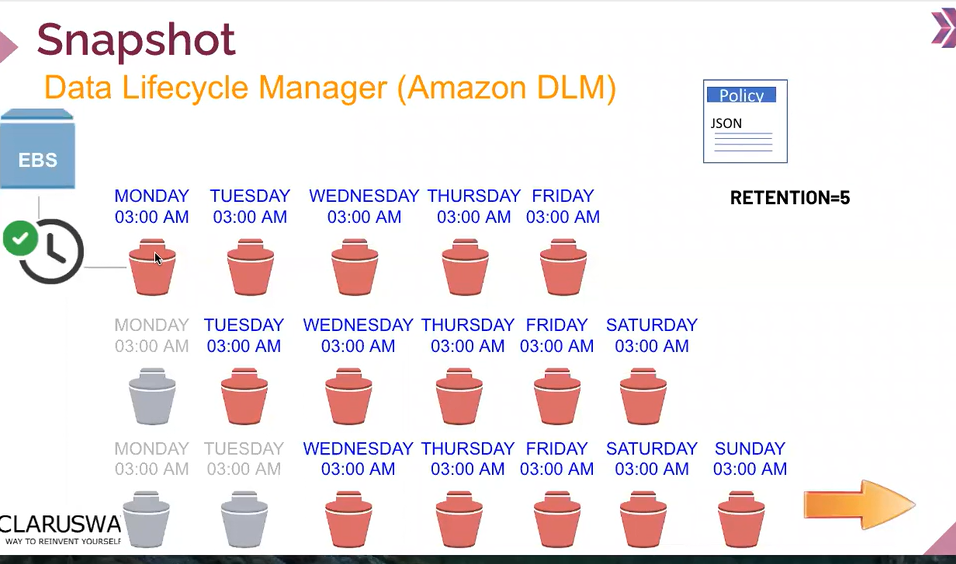 Snapshot
Data Lifecycle Manager (Amazon DLM)
Policy
JSON
EBS
RETENTION=5
MONDAY TUESDAY WEDNESDAY THURSDAY FRIDAY
03:00 AM 03:00 AM 03:00 AM 03:00 AM 03:00 AM
MONDAY TUESDAY WEDNESDAY THURSDAY FRIDAY SATURDAY
03:00 AM 03:00 AM 03:00 AM 03:00 AM 03:00 AM 03:00 AM
MONDAY TUESDAY WEDNESDAY THURSDAY FRIDAY SATURDAY SUNDAY
03:00 AM 03:00 AM 03:00 AM 03:00 AM 03:00 AM 03:00 AM 03:00 AM
CLARUSWA
WAY TO REINVENT YOURSELF